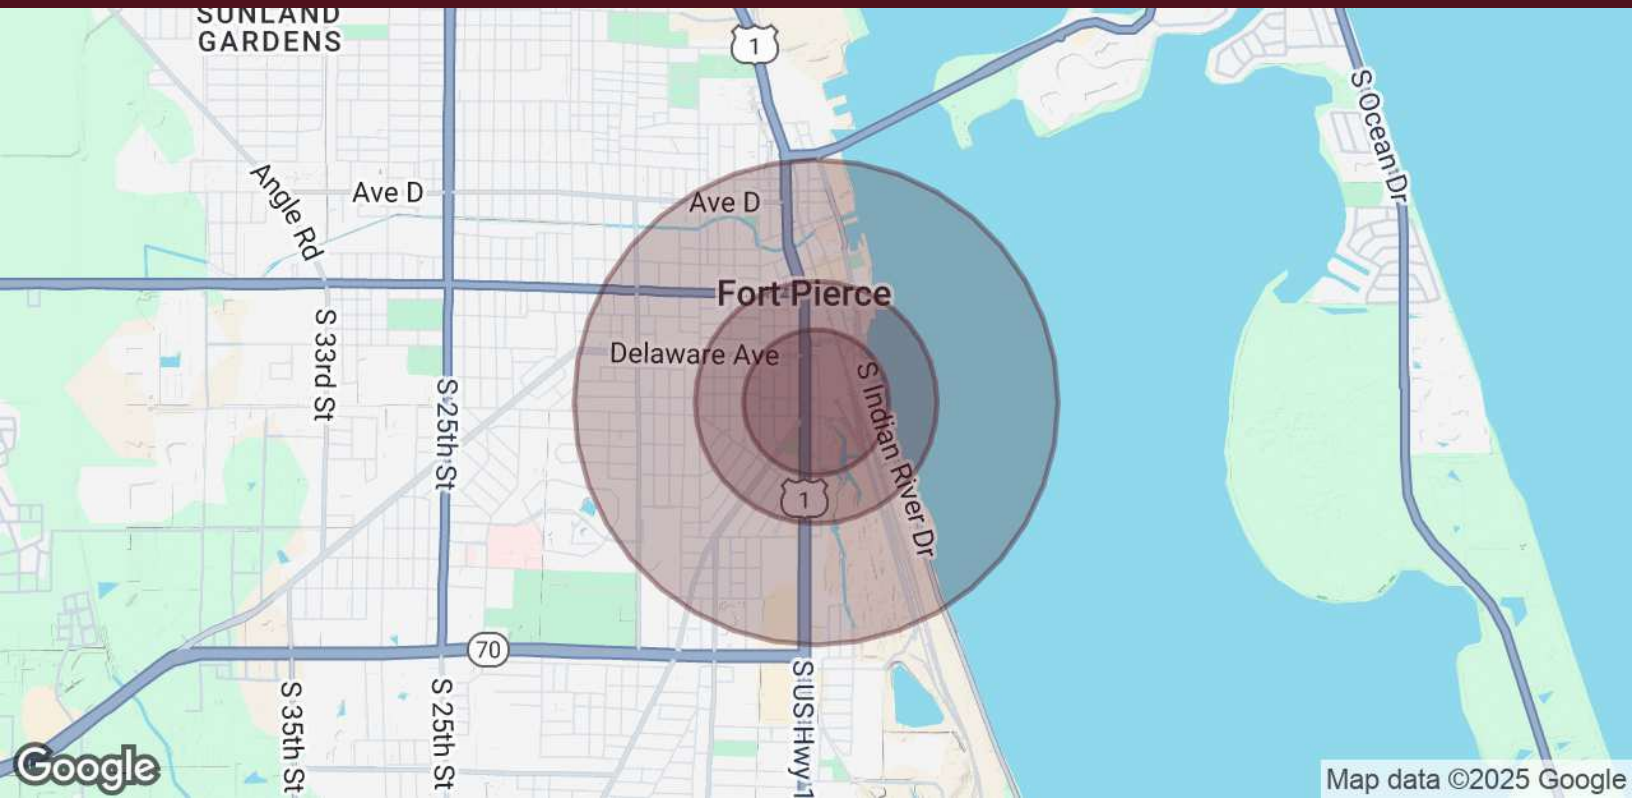 SUNLAND
GARDENS
1
S Ocean Dr
Angle Rd
Ave D
Ave D
Fort Pierce
S 33rd St
Delaware Ave
S 25th St
S Indian River Dr
1
70
S 35th St
S 25th St
S US Hwy 1
Google
Map data ©2025 Google